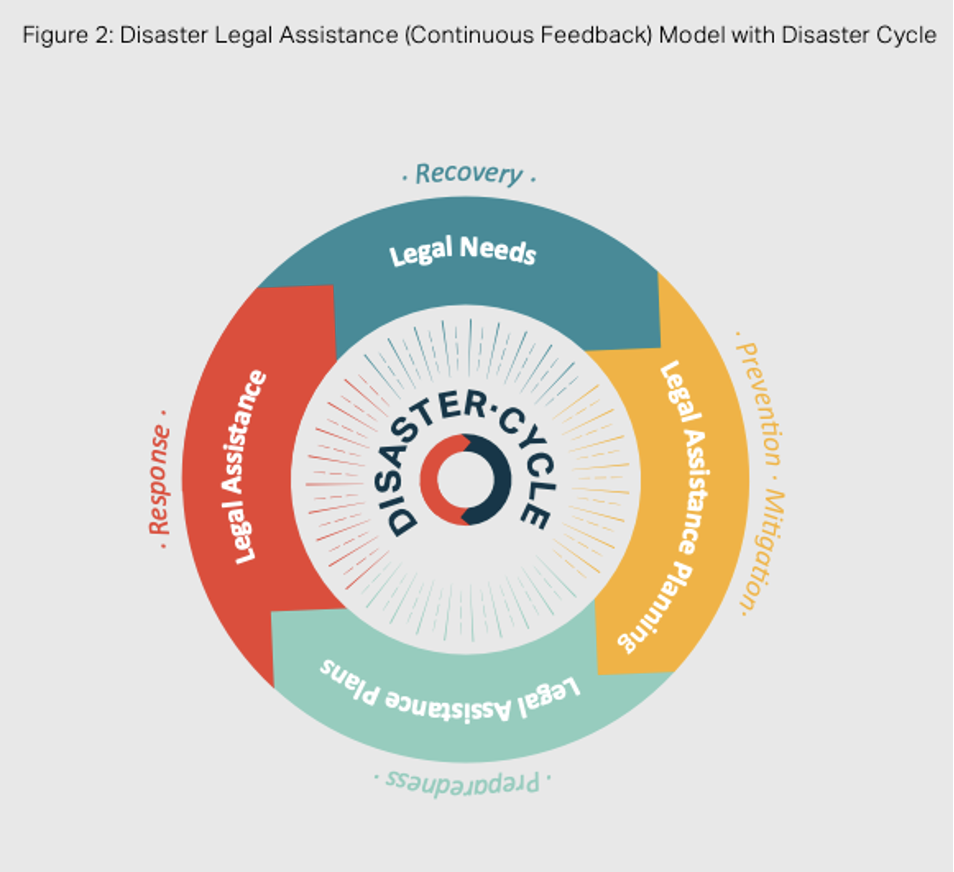 Figure 2: Disaster Legal Assistance (Continuous Feedback) Model with Disaster Cycle
· Recovery ·
Legal Needs
· Prevention · Mitigation ·
Legal Assistance Planning
Legal Assistance Plans
· Preparedness ·
Legal Assistance
· Response ·
DISASTER·CYCLE